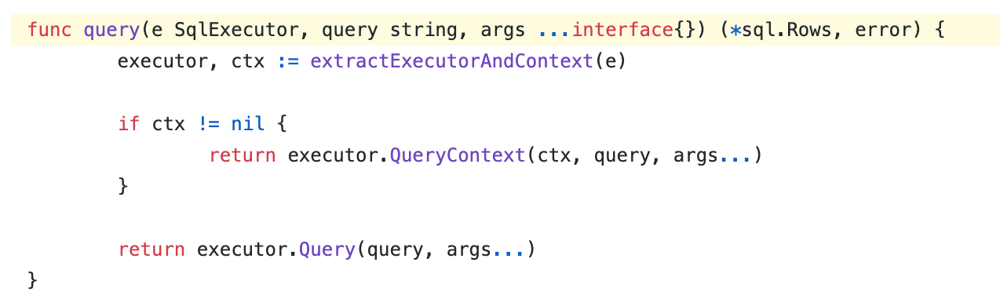 func query(e SqlExecutor, query string, args ...interface{}) (*sql.Rows, error) {
executor, ctx := extractExecutorAndContext(e)
if ctx != nil {
return executor.QueryContext(ctx, query, args...)
}
return executor.Query(query, args...)
}